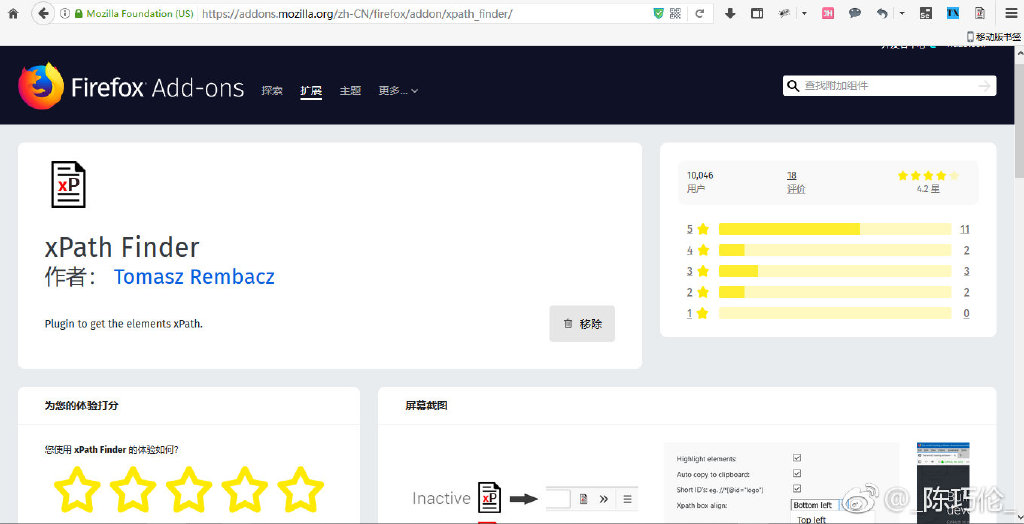 Mozilla Foundation (US) https://addons.mozilla.org/zh-CN/firefox/addon/xpath_finder/
移动版书签
Firefox Add-ons 探索 扩展 主题 更多... 查找附加组件
xP
xPath Finder
作者： Tomasz Rembacz
Plugin to get the elements xPath.
移除
10,046 18
用户 评价 4.2 星
5 11
4 2
3 3
2 2
1 0
为您的体验打分
您使用 xPath Finder 的体验如何？
屏幕截图
Inactive xP
Highlight elements:
Auto copy to clipboard:
Short ID's: eg. //*[@id="logo"]
Xpath box align: Bottom left
Top left
@_陈巧伦_